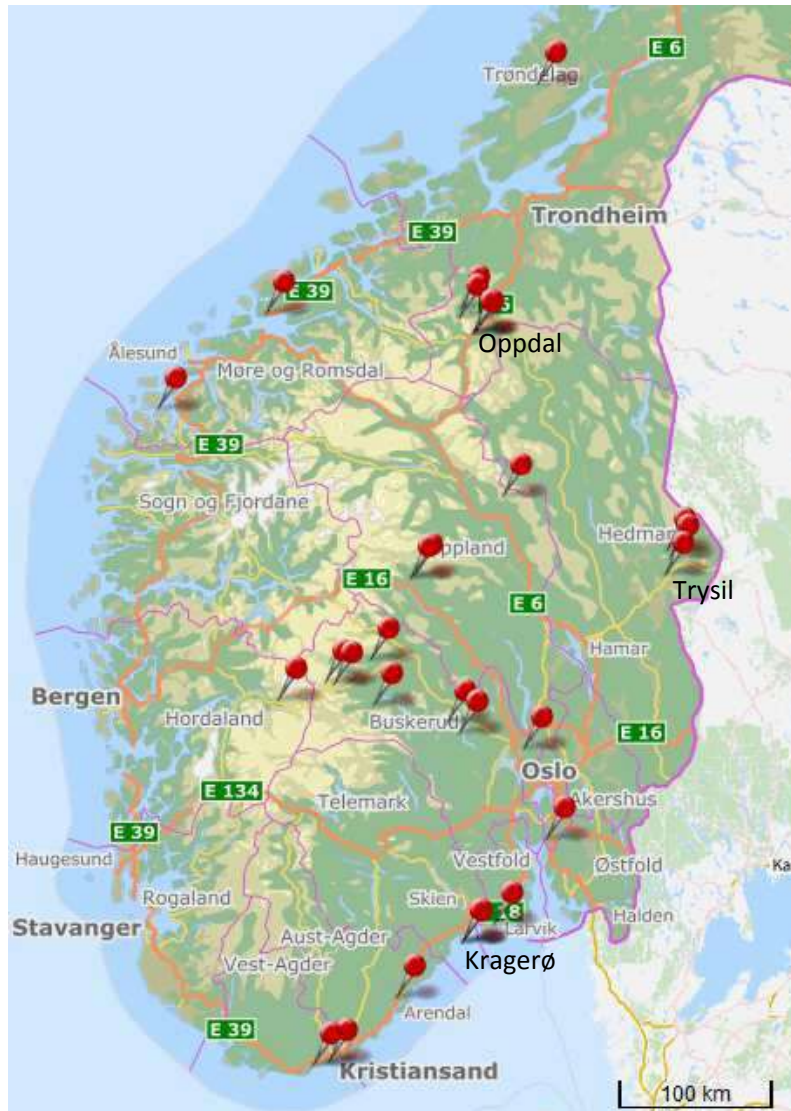 E 6
Trøndelag
Trondheim
E 39
E 39
Oppdal
Ålesund
Møre og Romsdal
E 39
Sogn og Fjordane
Trysil
E 16
E 6
Hamar
Bergen
Hordaland
Buskerud
E 16
Oslo
E 134
Telemark
Akershus
E 39
Haugesund
Vestfold
Østfold
Ka
Rogaland
Skien
Stavanger
Halden
Larvik
Aust-Agder
Kragerø
Vest-Agder
Arendal
E 39
Kristiansand
100 km